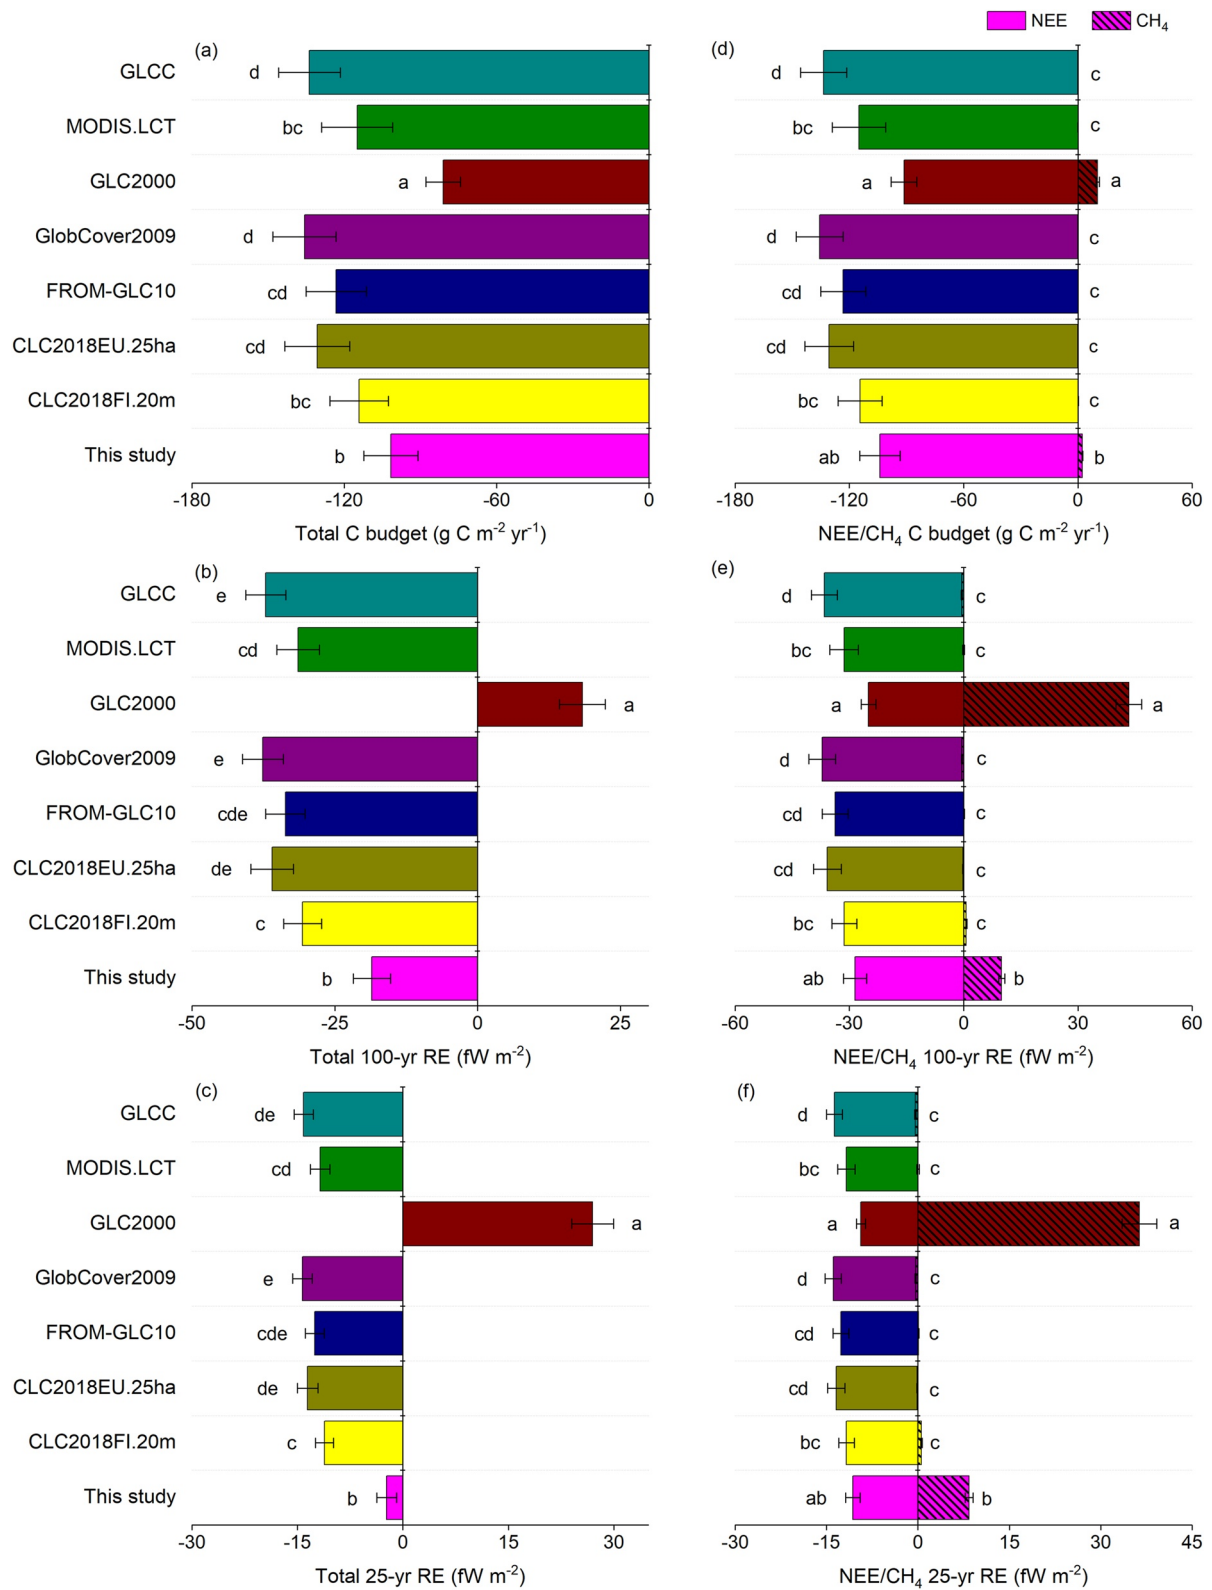 NEE CH4
(a) (d)
GLCC d d c
MODIS.LCT bc bc c
GLC2000 a a a
GlobCover2009 d d c
FROM-GLC10 cd cd c
CLC2018EU.25ha cd cd c
CLC2018FI.20m bc bc c
This study b ab b
-180 -120 -60 0 -180 -120 -60 0 60
Total C budget (g C m-2 yr-1) NEE/CH4 C budget (g C m-2 yr-1)
(b) (e)
GLCC e d c
MODIS.LCT cd bc c
GLC2000 a a a
GlobCover2009 e d c
FROM-GLC10 cde cd c
CLC2018EU.25ha de cd c
CLC2018FI.20m c bc c
This study b ab b
-50 -25 0 25 -60 -30 0 30 60
Total 100-yr RE (fW m-2) NEE/CH4 100-yr RE (fW m-2)
(c) (f)
GLCC de d c
MODIS.LCT cd bc c
GLC2000 a a a
GlobCover2009 e d c
FROM-GLC10 cde cd c
CLC2018EU.25ha de cd c
CLC2018FI.20m c bc c
This study b ab b
-30 -15 0 15 30 -30 -15 0 15 30 45
Total 25-yr RE (fW m-2) NEE/CH4 25-yr RE (fW m-2)